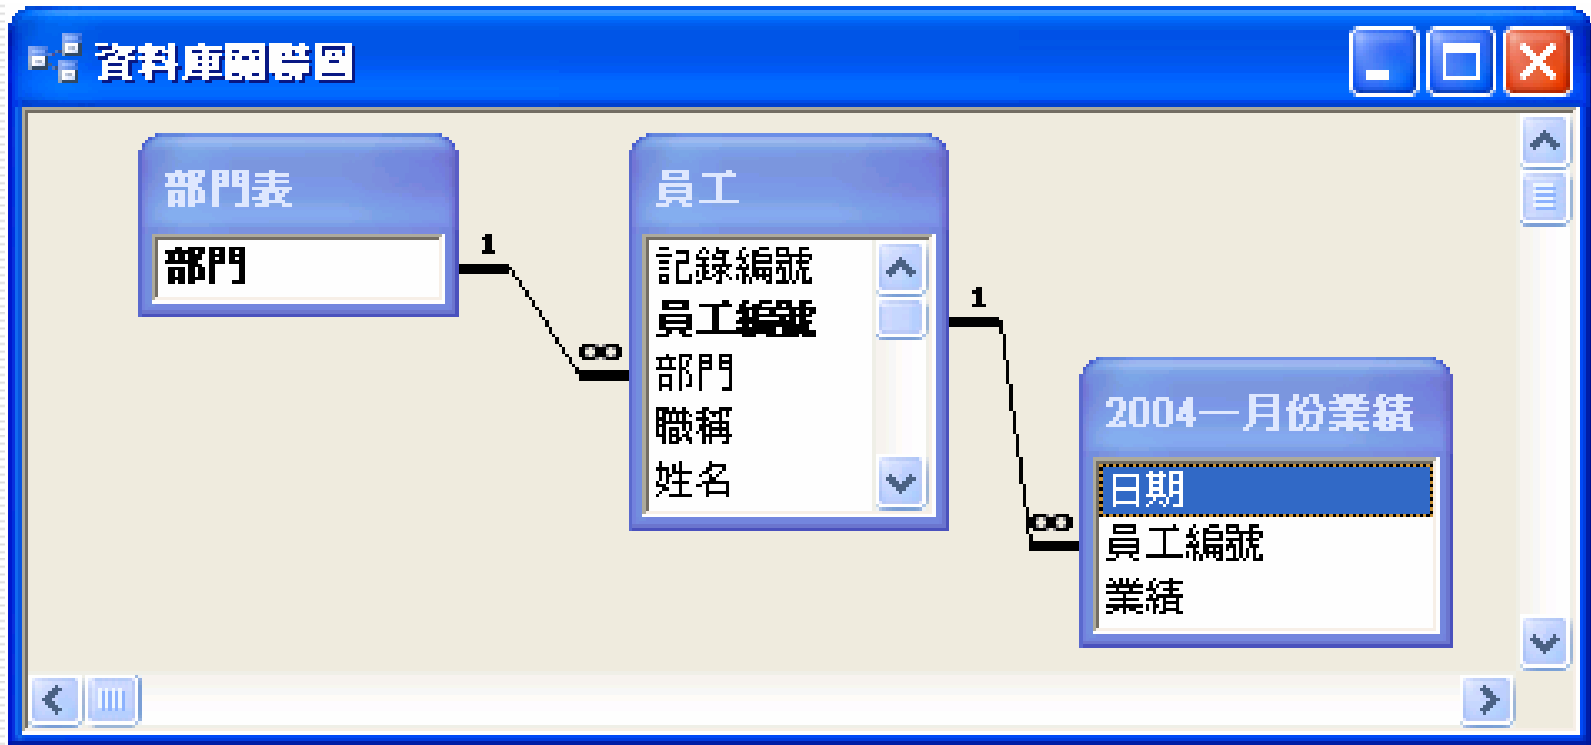 資料庫關聯圖
部門表
部門
1
∞
員工
記錄編號
員工編號
部門
職稱
姓名
1
∞
2004一月份業績
日期
員工編號
業績